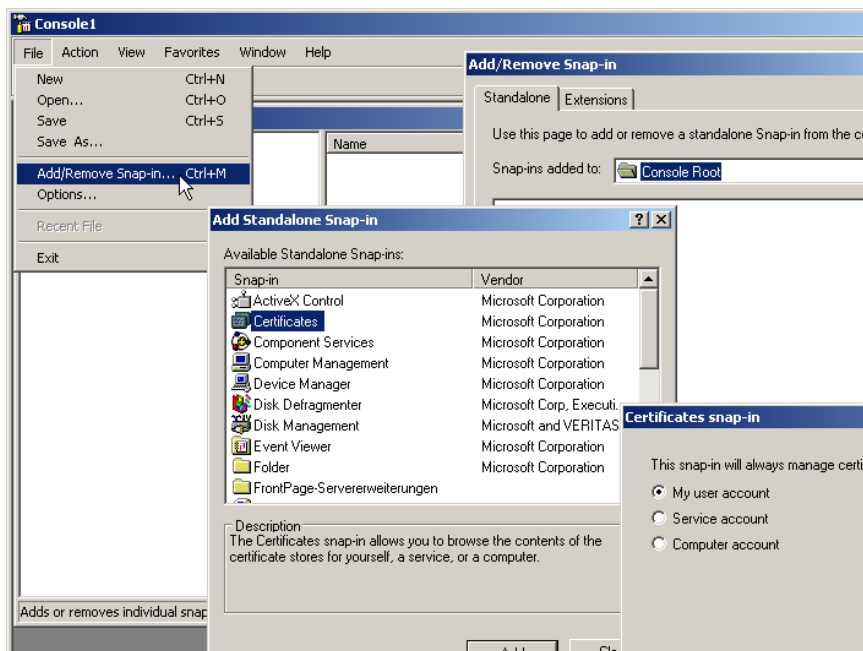 Console1
File Action View Favorites Window Help
New Ctrl+N
Open... Ctrl+O
Save Ctrl+S
Save As...
Add/Remove Snap-in... Ctrl+M
Options...
Recent File
Exit
Name
Adds or removes individual snap
Add/Remove Snap-in
Standalone Extensions
Use this page to add or remove a standalone Snap-in from the c
Snap-ins added to: Console Root
Add Standalone Snap-in
Available Standalone Snap-ins:
Snap-in Vendor
ActiveX Control Microsoft Corporation
Certificates Microsoft Corporation
Component Services Microsoft Corporation
Computer Management Microsoft Corporation
Device Manager Microsoft Corporation
Disk Defragmenter Microsoft Corp, Executi.
Disk Management Microsoft and VERITAS
Event Viewer Microsoft Corporation
Folder Microsoft Corporation
FrontPage-Servererweiterungen
Description
The Certificates snap-in allows you to browse the contents of the
certificate stores for yourself, a service, or a computer.
Certificates snap-in
This snap-in will always manage certi
My user account
Service account
Computer account